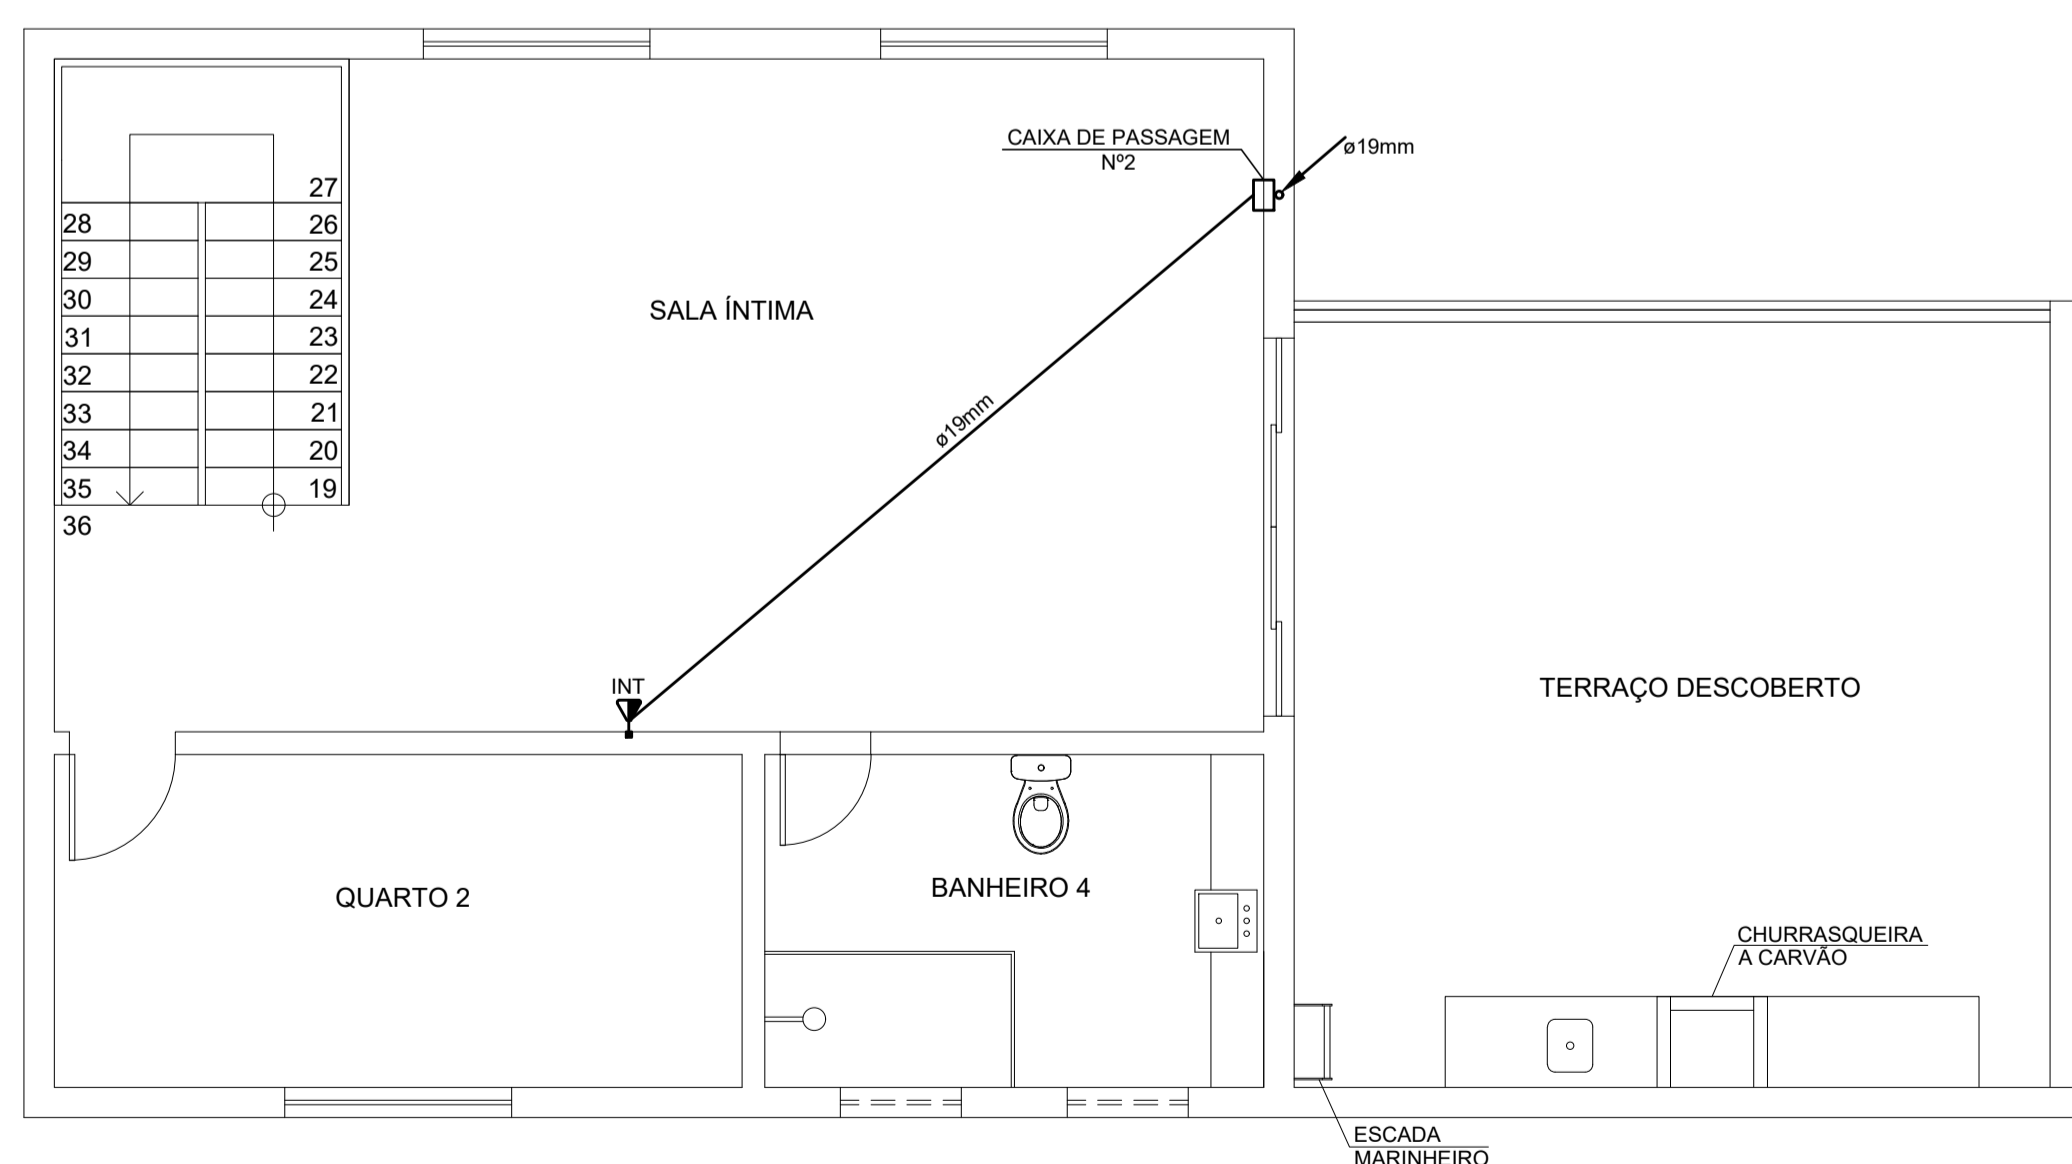 CAIXA DE PASSAGEM
Nº2
ø19mm
27
28
26
29
25
30
24
31
23
32
22
33
21
34
20
35
19
36
SALA ÍNTIMA
ø19mm
INT
TERRAÇO DESCOBERTO
QUARTO 2
BANHEIRO 4
CHURRASQUEIRA
A CARVÃO
ESCADA
MARINHEIRO